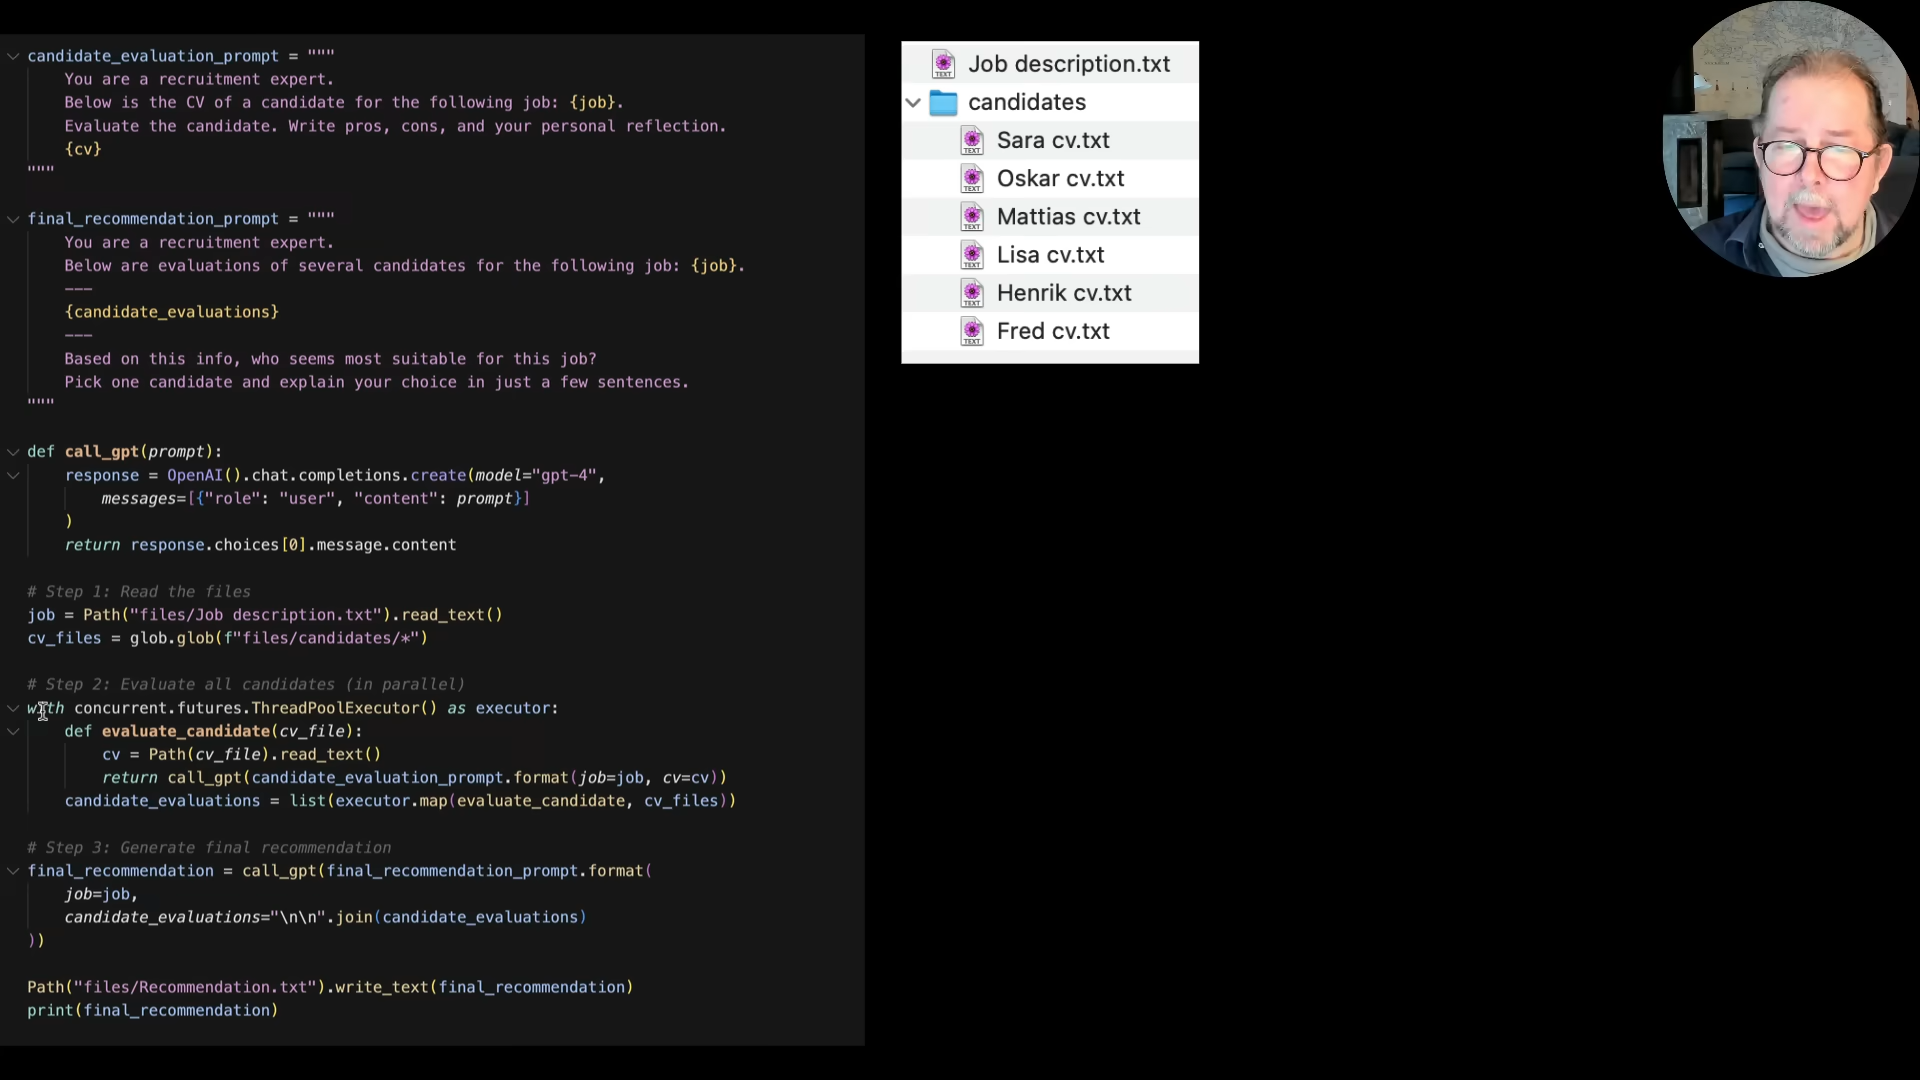 candidate_evaluation_prompt = """
You are a recruitment expert.
Below is the CV of a candidate for the following job: {job}.
Evaluate the candidate. Write pros, cons, and your personal reflection.
{cv}
"""
final_recommendation_prompt = """
You are a recruitment expert.
Below are evaluations of several candidates for the following job: {job}.
---
{candidate_evaluations}
---
Based on this info, who seems most suitable for this job?
Pick one candidate and explain your choice in just a few sentences.
"""
def call_gpt(prompt):
response = OpenAI().chat.completions.create(model="gpt-4",
messages=[{"role": "user", "content": prompt}]
)
return response.choices[0].message.content
# Step 1: Read the files
job = Path("files/Job description.txt").read_text()
cv_files = glob.glob(f"files/candidates/*")
# Step 2: Evaluate all candidates (in parallel)
with concurrent.futures.ThreadPoolExecutor() as executor:
def evaluate_candidate(cv_file):
cv = Path(cv_file).read_text()
return call_gpt(candidate_evaluation_prompt.format(job=job, cv=cv))
candidate_evaluations = list(executor.map(evaluate_candidate, cv_files))
# Step 3: Generate final recommendation
final_recommendation = call_gpt(final_recommendation_prompt.format(
job=job,
candidate_evaluations="\n\n".join(candidate_evaluations)
))
Path("files/Recommendation.txt").write_text(final_recommendation)
print(final_recommendation)
TEXT Job description.txt
candidates
TEXT Sara cv.txt
TEXT Oskar cv.txt
TEXT Mattias cv.txt
TEXT Lisa cv.txt
TEXT Henrik cv.txt
TEXT Fred cv.txt